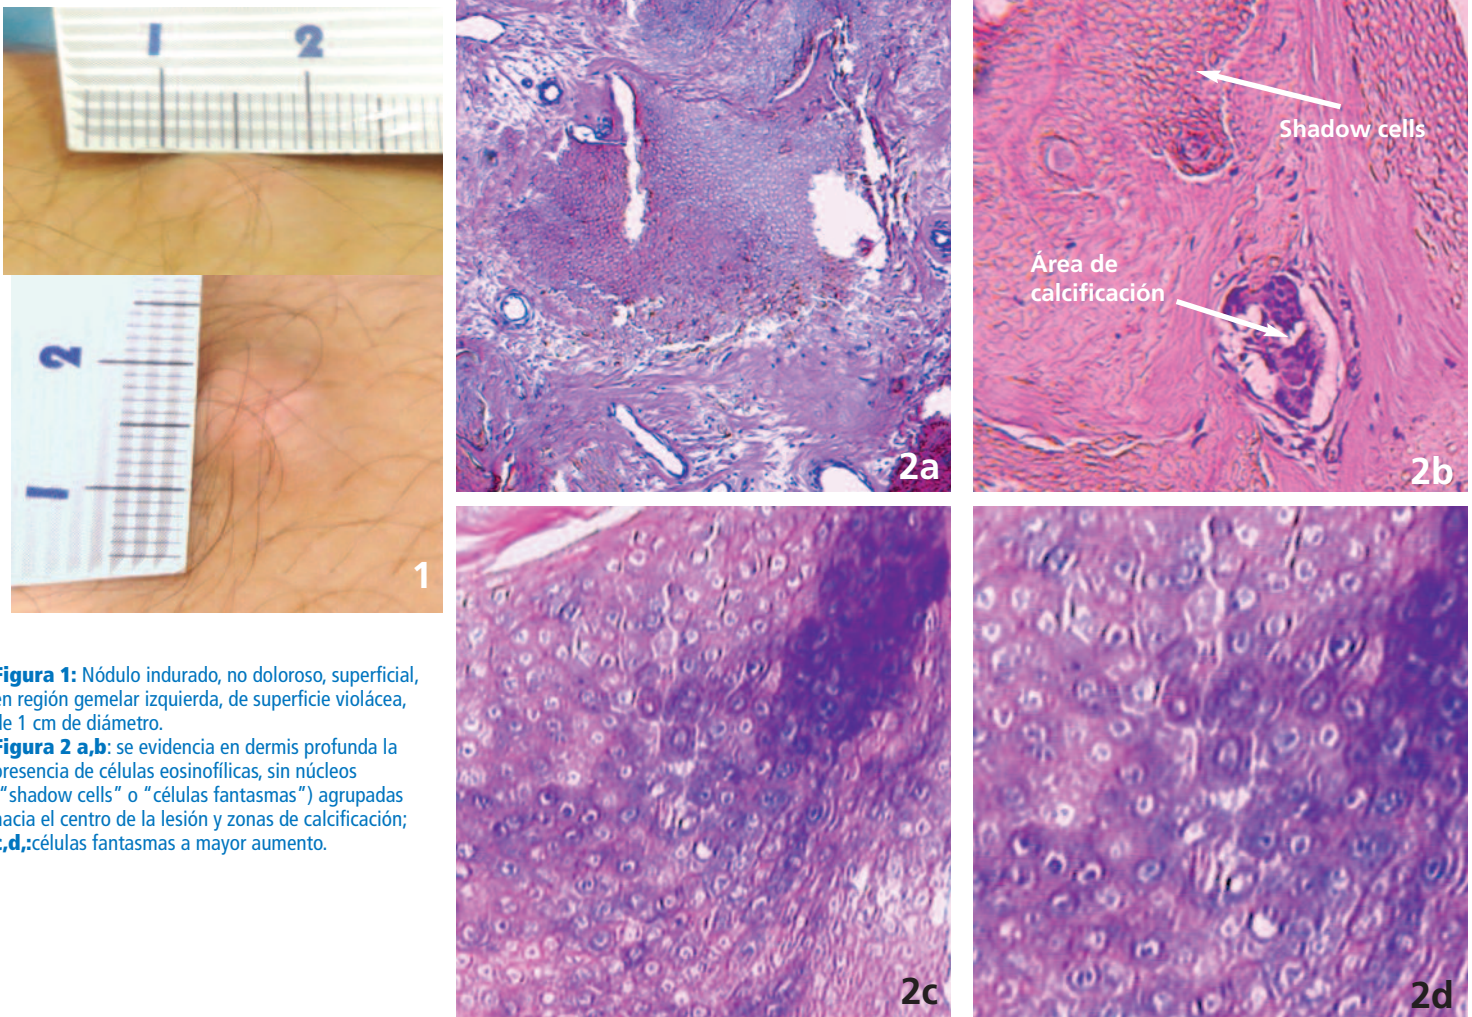 1 2
2
1
1
2a
Shadow cells
Área de
calcificación
2b
2c
2d
Figura 1: Nódulo indurado, no doloroso, superficial,
en región gemelar izquierda, de superficie violácea,
de 1 cm de diámetro.
Figura 2 a,b: se evidencia en dermis profunda la
presencia de células eosinofílicas, sin núcleos
“shadow cells” o “células fantasmas”) agrupadas
hacia el centro de la lesión y zonas de calcificación;
c,d,:células fantasmas a mayor aumento.